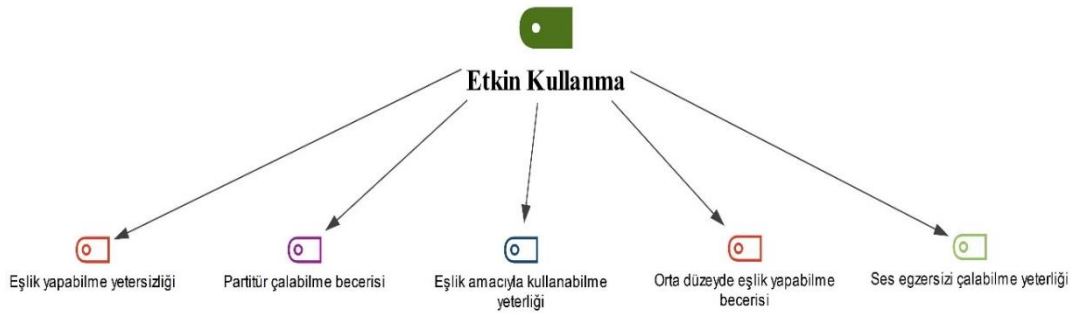 Etkin Kullanma
Eşlik yapabilme yetersizliği
Partitür çalabilme becerisi
Eşlik amacıyla kullanabilme
yeterliği
Orta düzeyde eşlik yapabilme
becerisi
Ses egzersizi çalabilme yeterliği